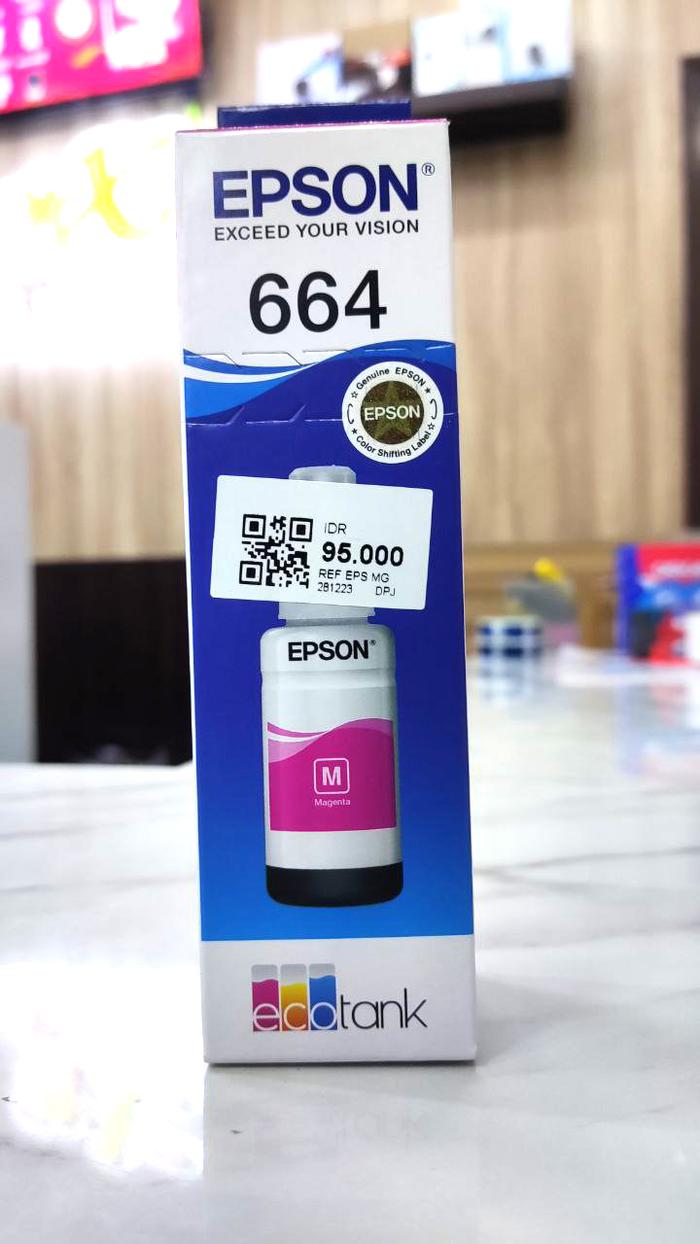 EPSON®
EXCEED YOUR VISION
664
Genuine EPSON
EPSON
Color Shifting Label
IDR
95.000
REF EPS MG
281223 DPJ
EPSON®
M
Magenta
ecotank